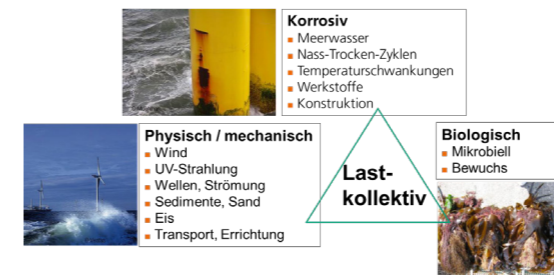 Korrosiv
Meerwasser
Nass-Trocken-Zyklen
Temperaturschwankungen
Werkstoffe
Konstruktion
Physisch / mechanisch
Wind
UV-Strahlung
Wellen, Strömung
Sedimente, Sand
Eis
Transport, Errichtung
Last-
kollektiv
Biologisch
Mikrobiell
Bewuchs